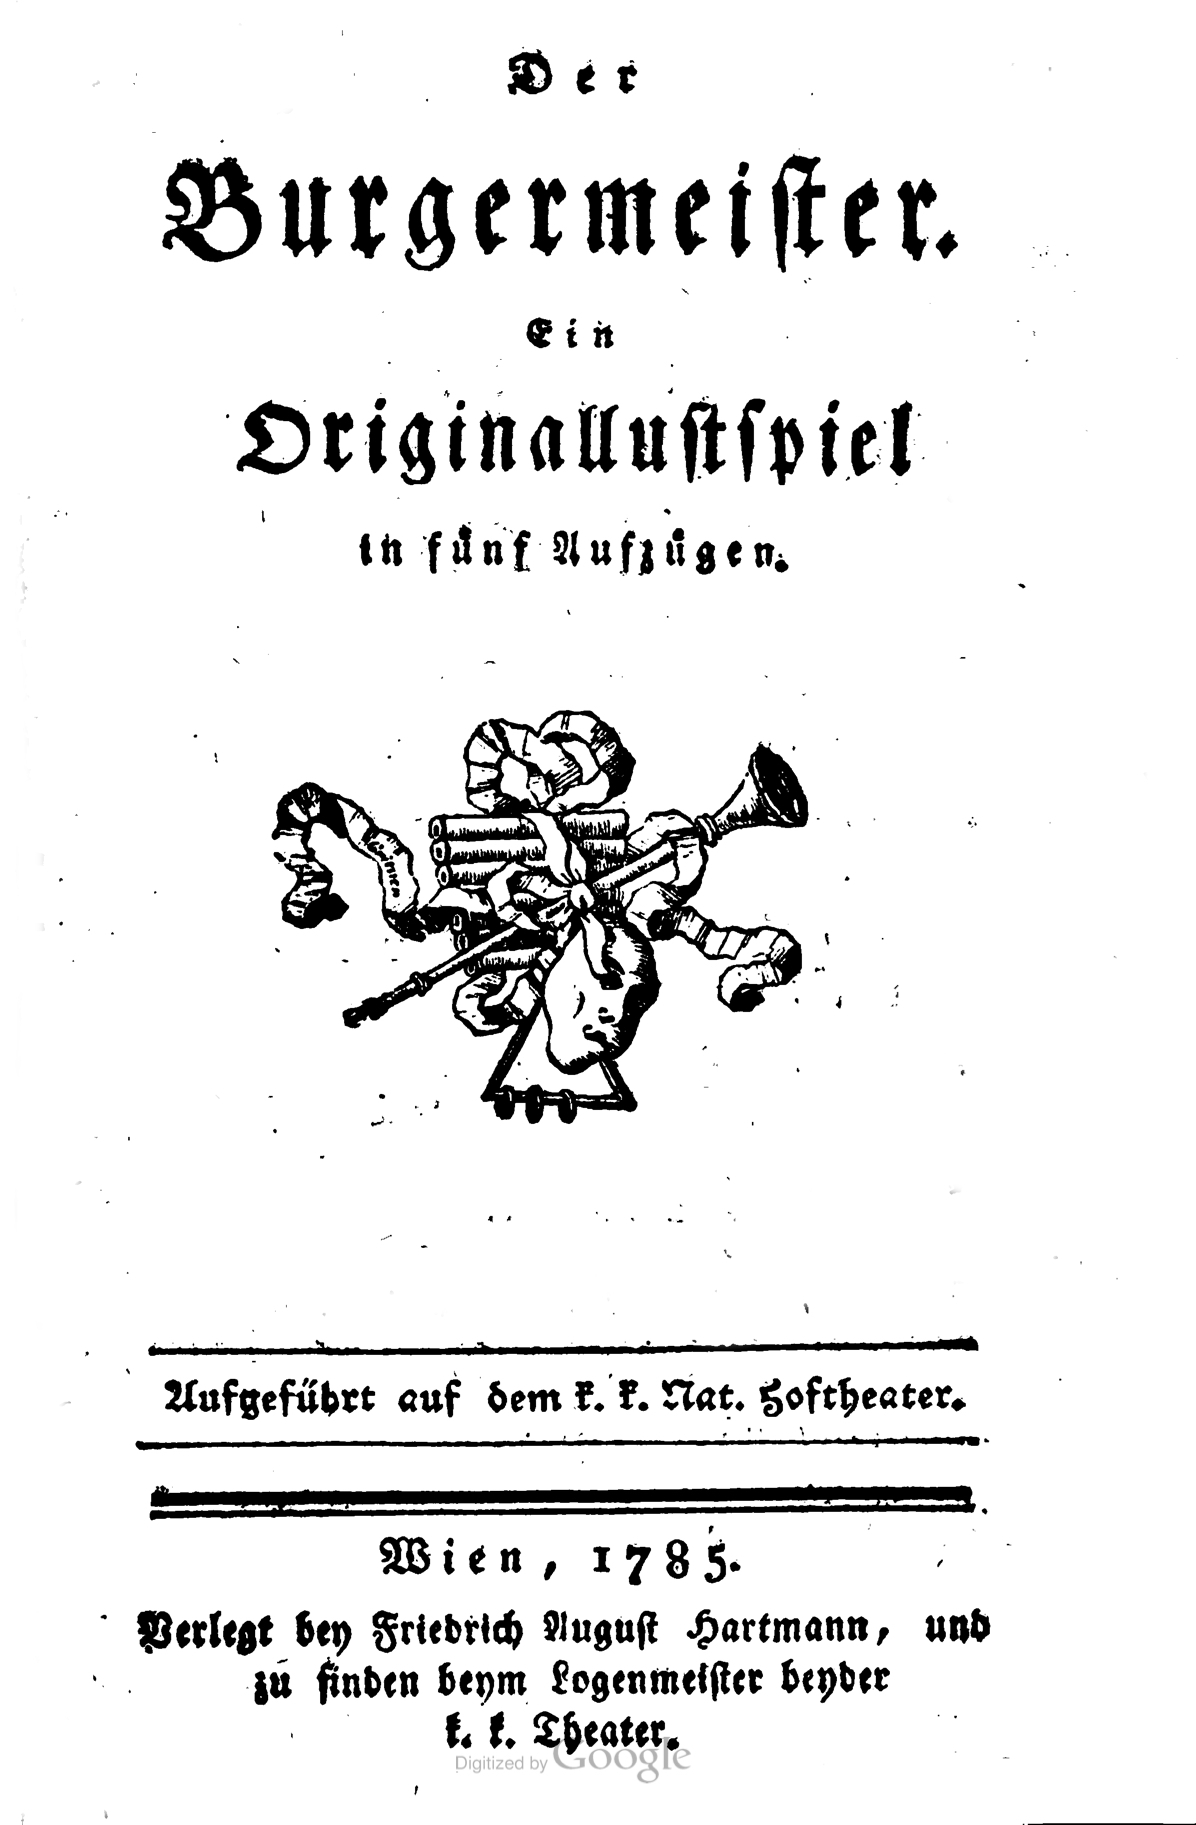 Der
Burgermeister.
Ein
Originallustspiel
in fünf Aufzügen.
Aufgeführt auf dem k. k. Nat. Hoftheater.
Wien, 1785.
Verlegt bey Friedrich August Hartmann, und
zu finden beym Logenmeister beyder
k. k. Theater.
Digitized by Google